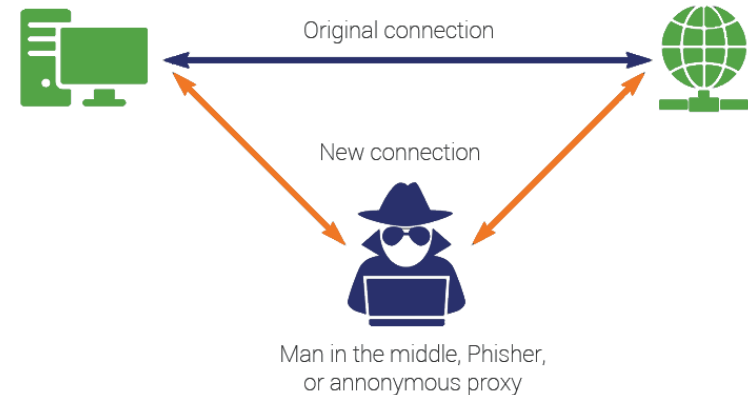 Original connection
New connection
Man in the middle, Phisher,
or annonymous proxy